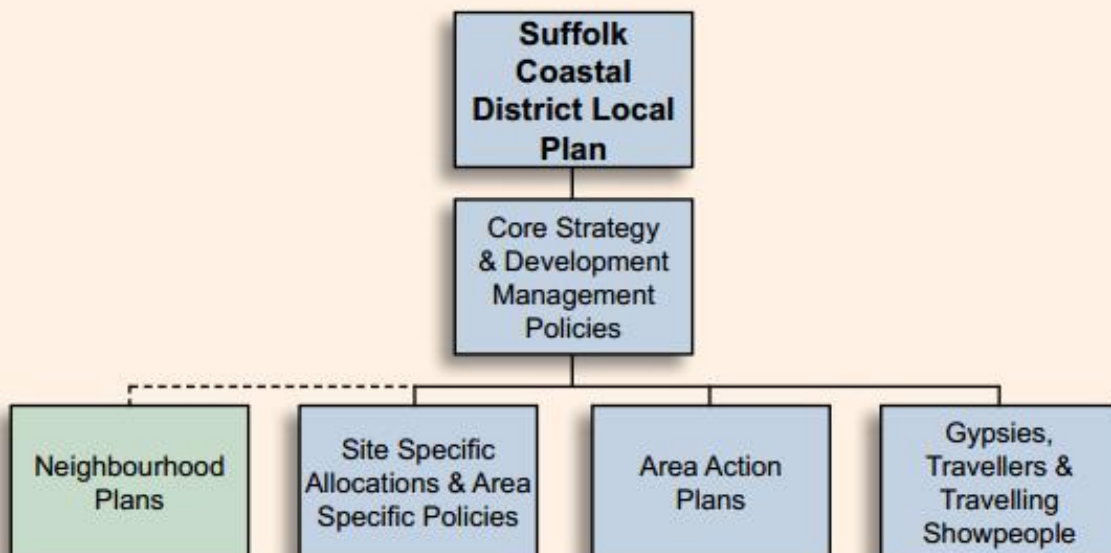 Suffolk
Coastal
District Local
Plan
Core Strategy
& Development
Management
Policies
Neighbourhood
Plans
Site Specific
Allocations & Area
Specific Policies
Area Action
Plans
Gypsies,
Travellers &
Travelling
Showpeople